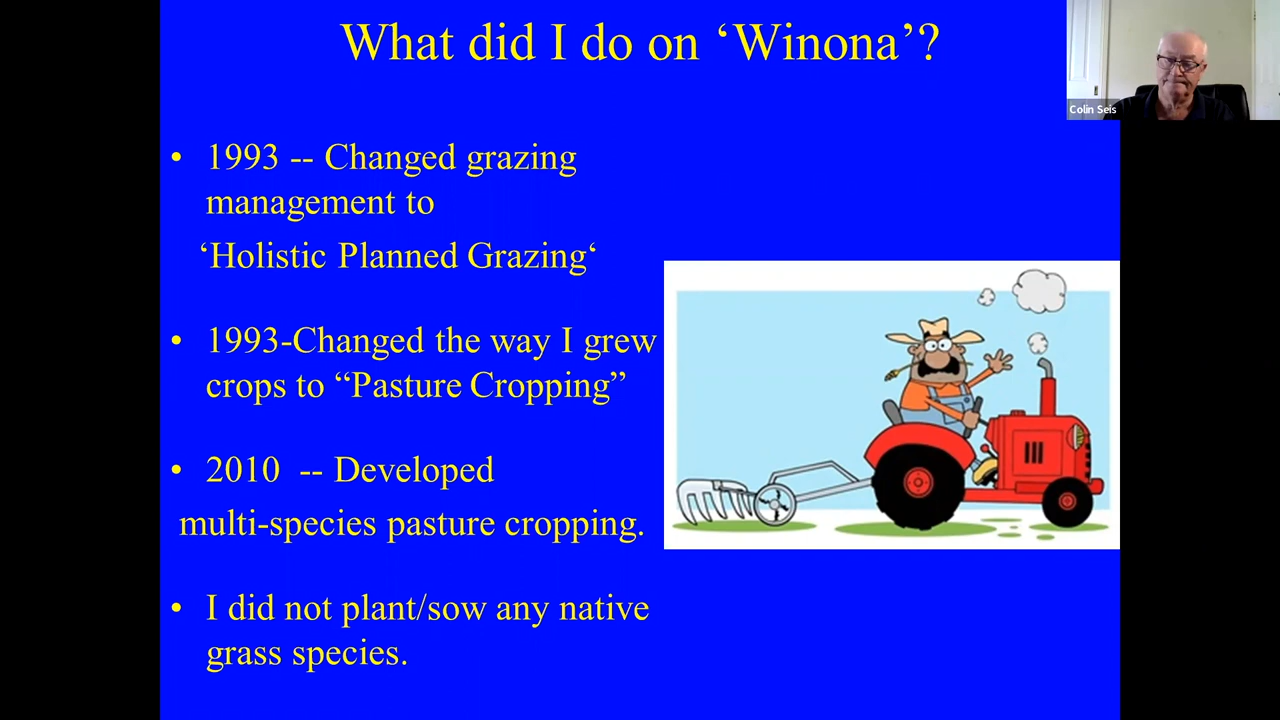 What did I do on ‘Winona’?
Colin Seis
• 1993 -- Changed grazing
management to
‘Holistic Planned Grazing‘
• 1993-Changed the way I grew
crops to “Pasture Cropping”
• 2010 -- Developed
multi-species pasture cropping.
• I did not plant/sow any native
grass species.